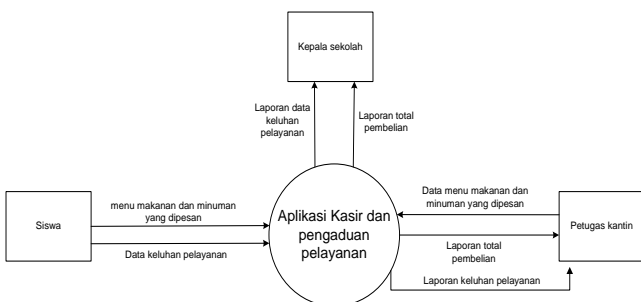 Kepala sekolah
Laporan data
keluhan
pelayanan
Laporan total
pembelian
Siswa
menu makanan dan minuman
yang dipesan
Data keluhan pelayanan
Aplikasi Kasir dan
pengaduan
pelayanan
Data menu makanan dan
minuman yang dipesan
Laporan total
pembelian
Laporan keluhan pelayanan
Petugas kantin